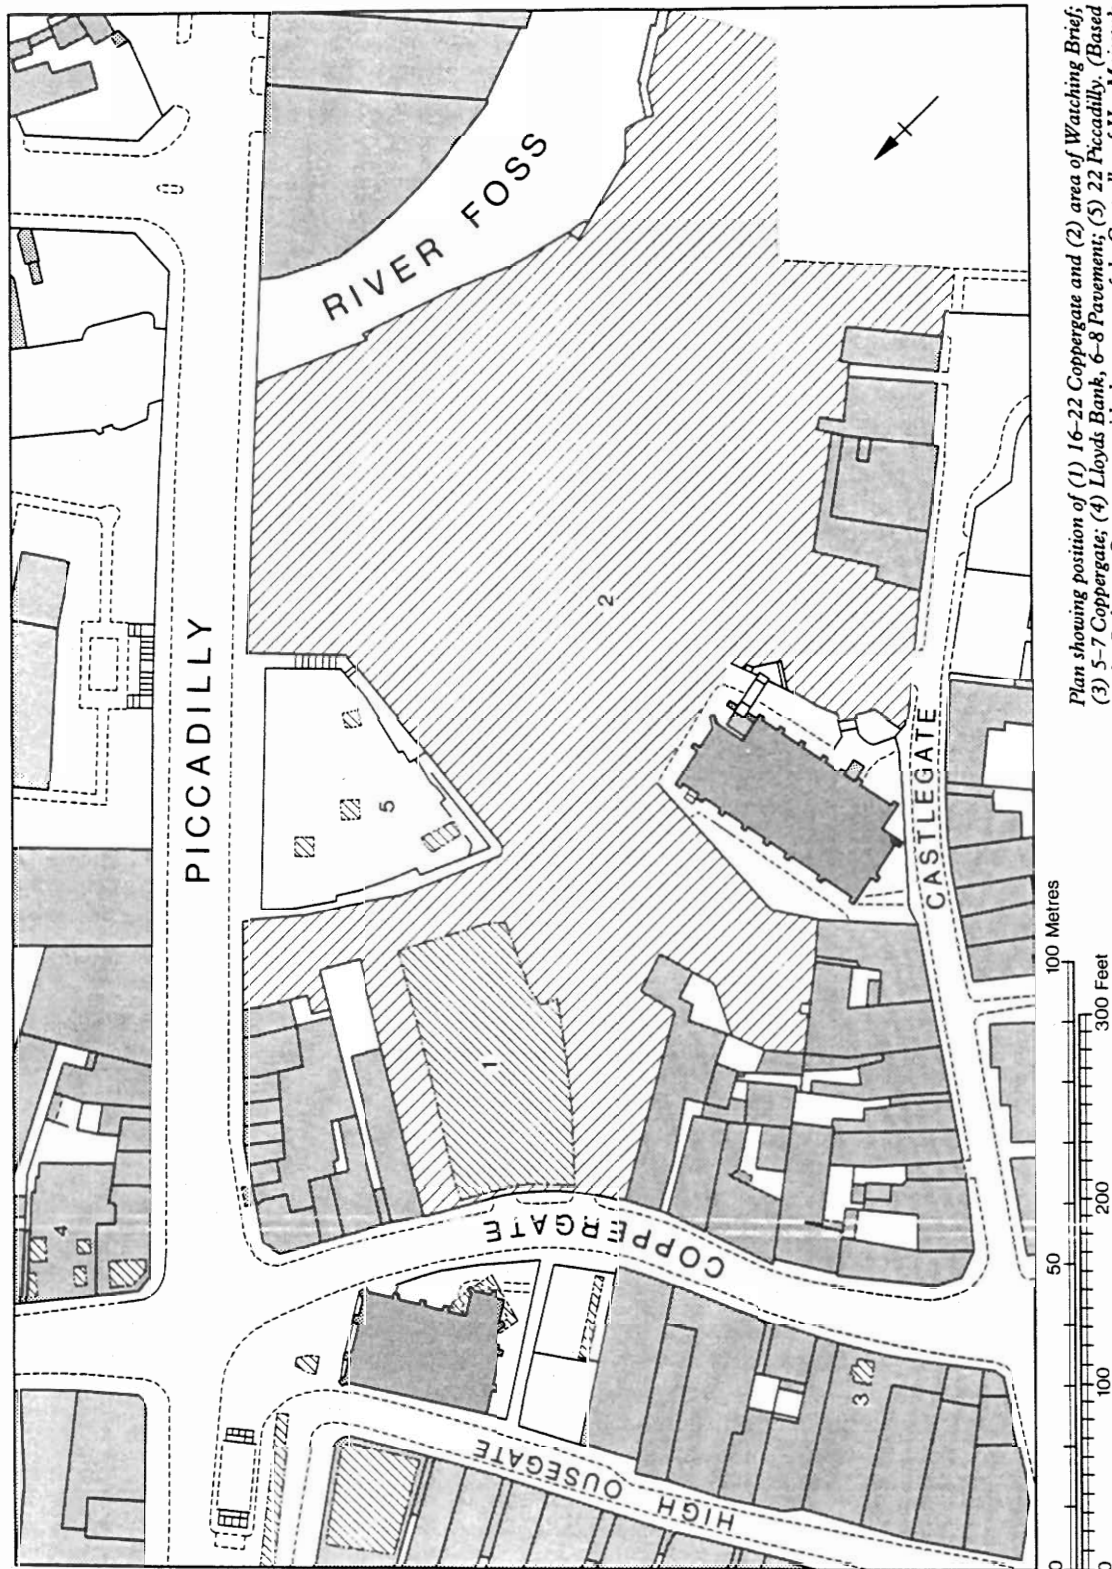 PICCADILLY
RIVER FOSS
COPPERGATE
HIGH OUSEGATE
CASTLEGATE
1
2
3
4
5
0 50 100 Metres
0 100 200 300 Feet
Plan showing position of (1) 16–22 Coppergate and (2) area of Watching Brief;
(3) 5–7 Coppergate; (4) Lloyds Bank, 6–8 Pavement; (5) 22 Piccadilly. (Based